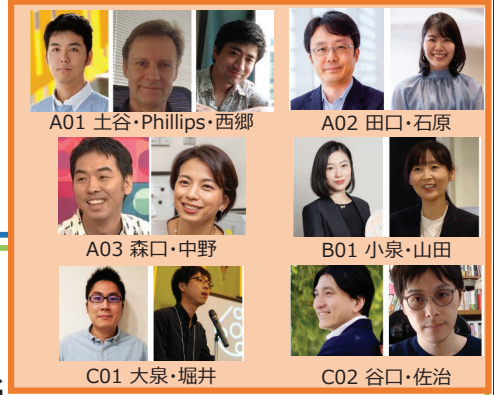 A01 土谷・Phillips・西郷
A02 田口・石原
A03 森口・中野
B01 小泉・山田
C01 大泉・堀井
C02 谷口・佐治